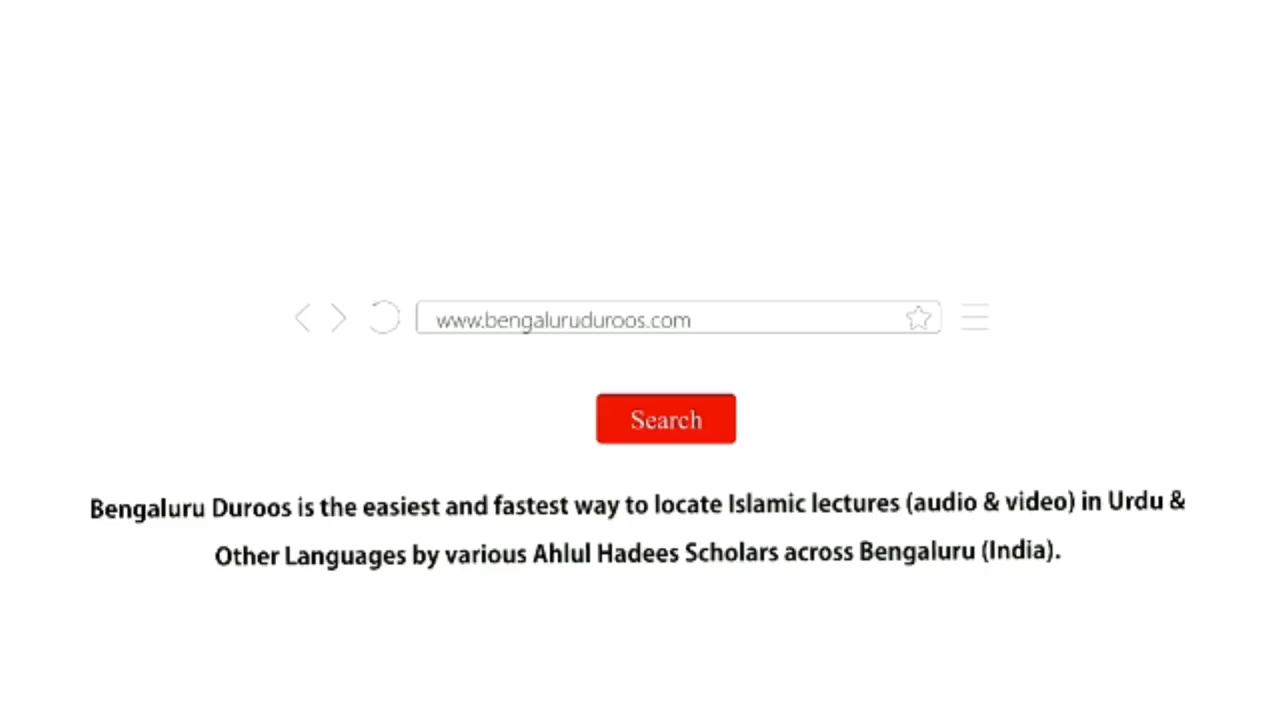 www.bengaluruduroos.com
Search
Bengaluru Duroos is the easiest and fastest way to locate Islamic lectures (audio & video) in Urdu &
Other Languages by various Ahlul Hadees Scholars across Bengaluru (India).